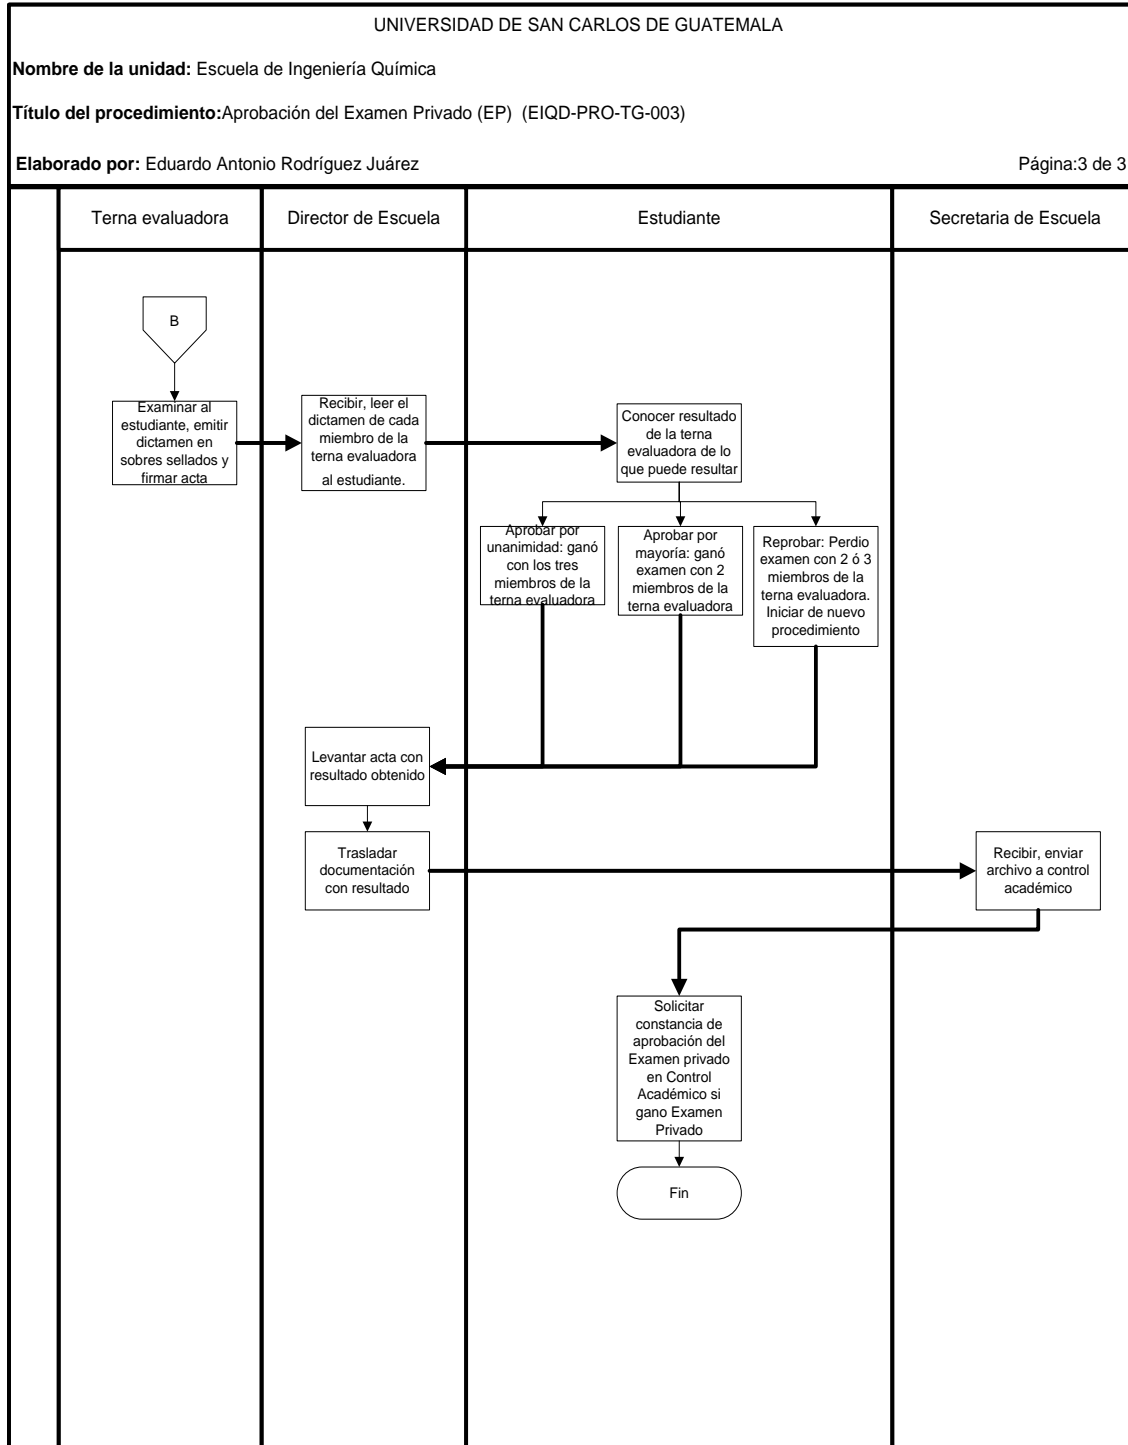 UNIVERSIDAD DE SAN CARLOS DE GUATEMALA
Nombre de la unidad: Escuela de Ingeniería Química
Título del procedimiento:Aprobación del Examen Privado (EP) (EIQD-PRO-TG-003)
Elaborado por: Eduardo Antonio Rodríguez Juárez
Página:3 de 3
Terna evaluadora
Director de Escuela
Estudiante
Secretaria de Escuela
B
Examinar al
estudiante, emitir
dictamen en
sobres sellados y
firmar acta
Recibir, leer el
dictamen de cada
miembro de la
terna evaluadora
al estudiante.
Conocer resultado
de la terna
evaluadora de lo
que puede resultar
Aprobar por
unanimidad: ganó
con los tres
miembros de la
terna evaluadora
Aprobar por
mayoría: ganó
examen con 2
miembros de la
terna evaluadora
Reprobar: Perdio
examen con 2 ó 3
miembros de la
terna evaluadora.
Iniciar de nuevo
procedimiento
Levantar acta con
resultado obtenido
Trasladar
documentación
con resultado
Recibir, enviar
archivo a control
académico
Solicitar
constancia de
aprobación del
Examen privado
en Control
Académico si
gano Examen
Privado
Fin